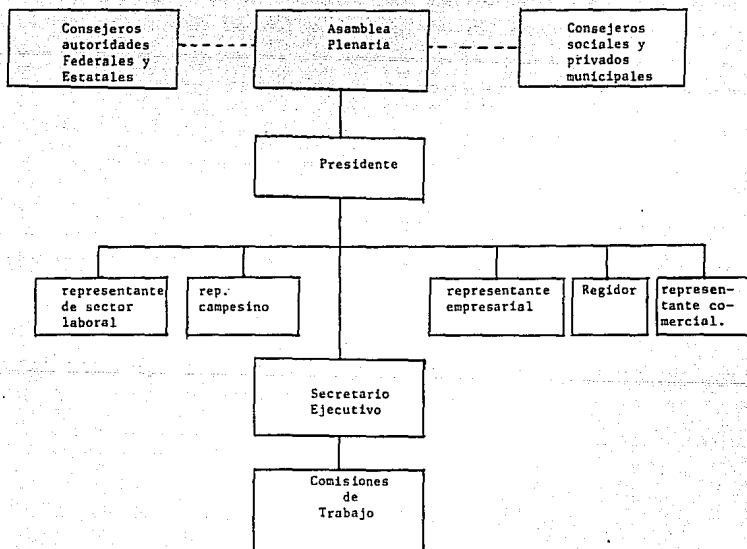 Consejeros
autoridades
Federales y
Estatales
Asamblea
Plenaria
Consejeros
sociales y
privados
municipales
Presidente
representante
de sector
laboral
rep.
campesino
representante
empresarial
Regidor
represen-
tante co-
mercial.
Secretario
Ejecutivo
Comisiones
de
Trabajo